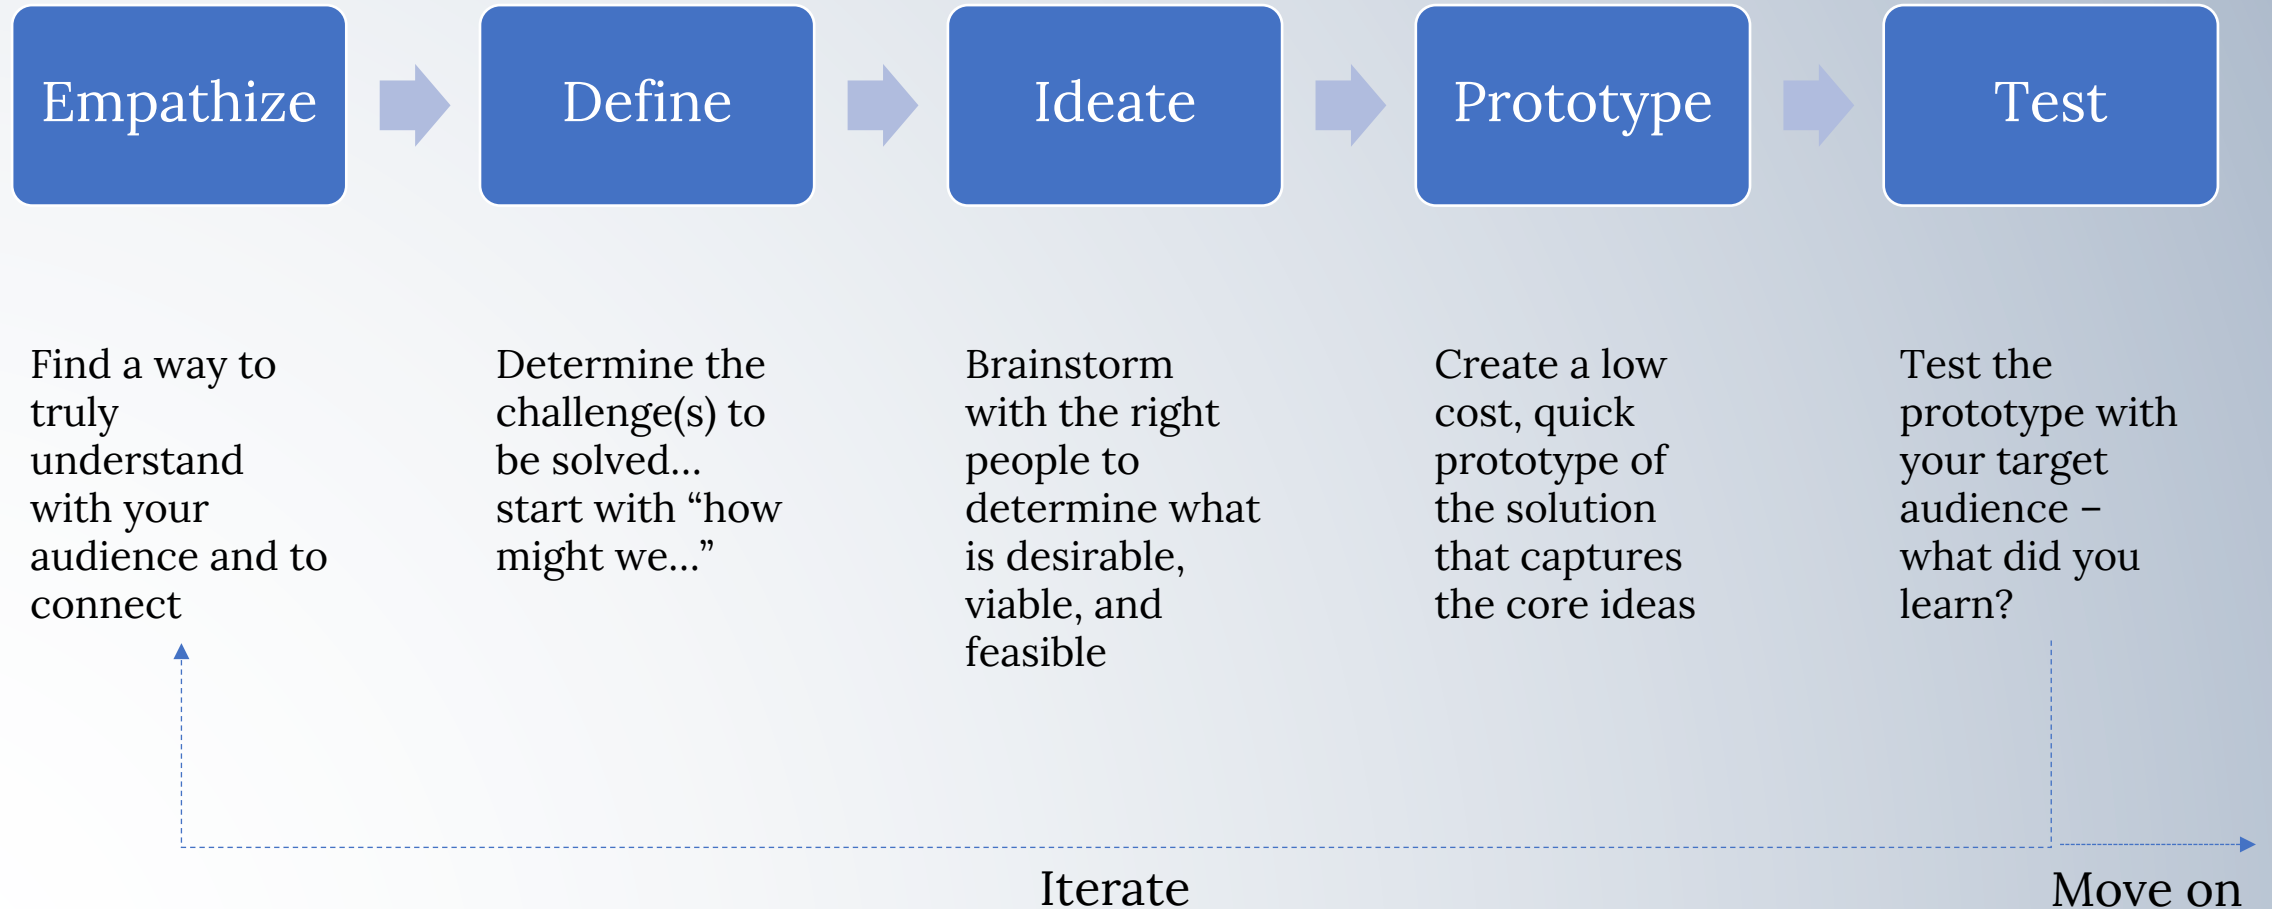 Empathize
Define
Ideate
Prototype
Test
Find a way to
truly
understand
with your
audience and to
connect
Determine the
challenge(s) to
be solved…
start with “how
might we…”
Brainstorm
with the right
people to
determine what
is desirable,
viable, and
feasible
Create a low
cost, quick
prototype of
the solution
that captures
the core ideas
Test the
prototype with
your target
audience –
what did you
learn?
Iterate
Move on